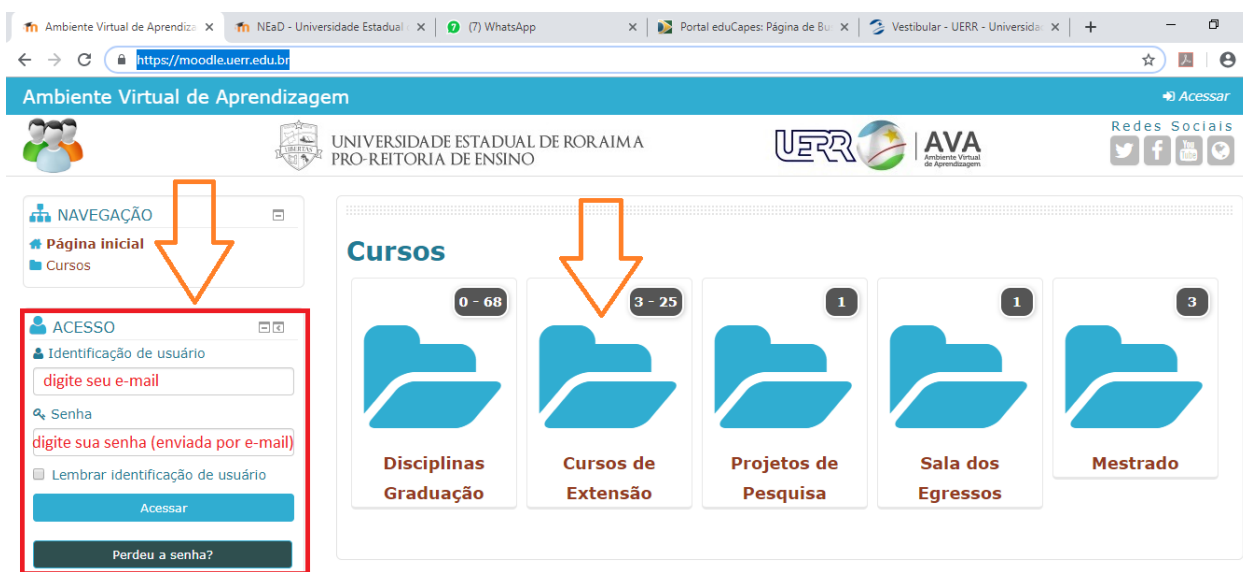 Ambiente Virtual de Aprendiza
NEaD - Universidade Estadual
(7) WhatsApp
Portal eduCapes: Página de Bu
Vestibular - UERR - Universida
https://moodle.uerr.edu.br
Ambiente Virtual de Aprendizagem
Acessar
UNIVERSIDADE ESTADUAL DE RORAIMA
PRO-REITORIA DE ENSINO
UERR
AVA
Ambiente Virtual
de Aprendizagem
Redes Sociais
You
Tube
NAVEGAÇÃO
Página inicial
Cursos
ACESSO
Identificação de usuário
digite seu e-mail
Senha
digite sua senha (enviada por e-mail)
Lembrar identificação de usuário
Acessar
Perdeu a senha?
Cursos
0 - 68
Disciplinas
Graduação
3 - 25
Cursos de
Extensão
1
Projetos de
Pesquisa
1
Sala dos
Egressos
3
Mestrado